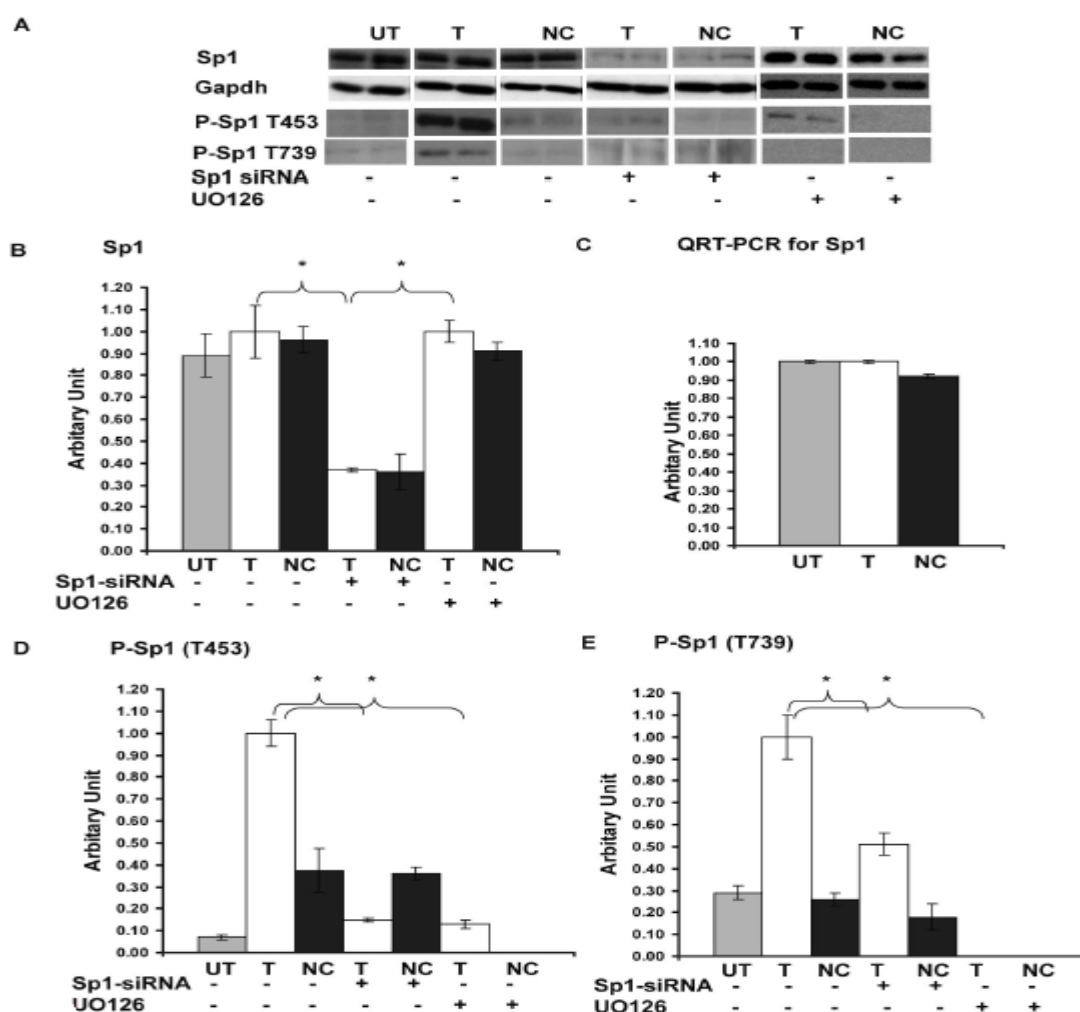 A
UT T NC T NC T NC
Sp1
Gapdh
P-Sp1 T453
P-Sp1 T739
Sp1 siRNA - - - + + - -
UO126 - - - - - + +
B Sp1
* *
1.20
1.10
1.00
0.90
0.80
0.70
0.60
0.50
0.40
0.30
0.20
0.10
0.00
Arbitary Unit
UT T NC T NC T NC
Sp1-siRNA - - - + + - -
UO126 - - - - - + +
C QRT-PCR for Sp1
1.00
0.90
0.80
0.70
0.60
0.50
0.40
0.30
0.20
0.10
0.00
Arbitary Unit
UT T NC
D P-Sp1 (T453)
* *
1.20
1.10
1.00
0.90
0.80
0.70
0.60
0.50
0.40
0.30
0.20
0.10
0.00
Arbitary Unit
UT T NC T NC T NC
Sp1-siRNA - - - + + - -
UO126 - - - - - + +
E P-Sp1 (T739)
* *
1.20
1.10
1.00
0.90
0.80
0.70
0.60
0.50
0.40
0.30
0.20
0.10
0.00
Arbitary Unit
UT T NC T NC T NC
Sp1-siRNA - - - + + - -
UO126 - - - - - + +